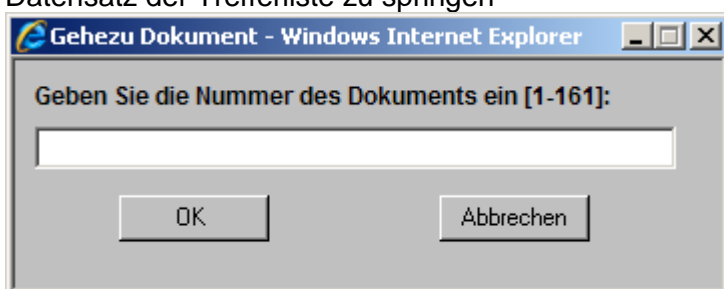 Datensatz der Trefferliste zu springen
Gehezu Dokument - Windows Internet Explorer
Geben Sie die Nummer des Dokuments ein [1-161]:
OK
Abbrechen